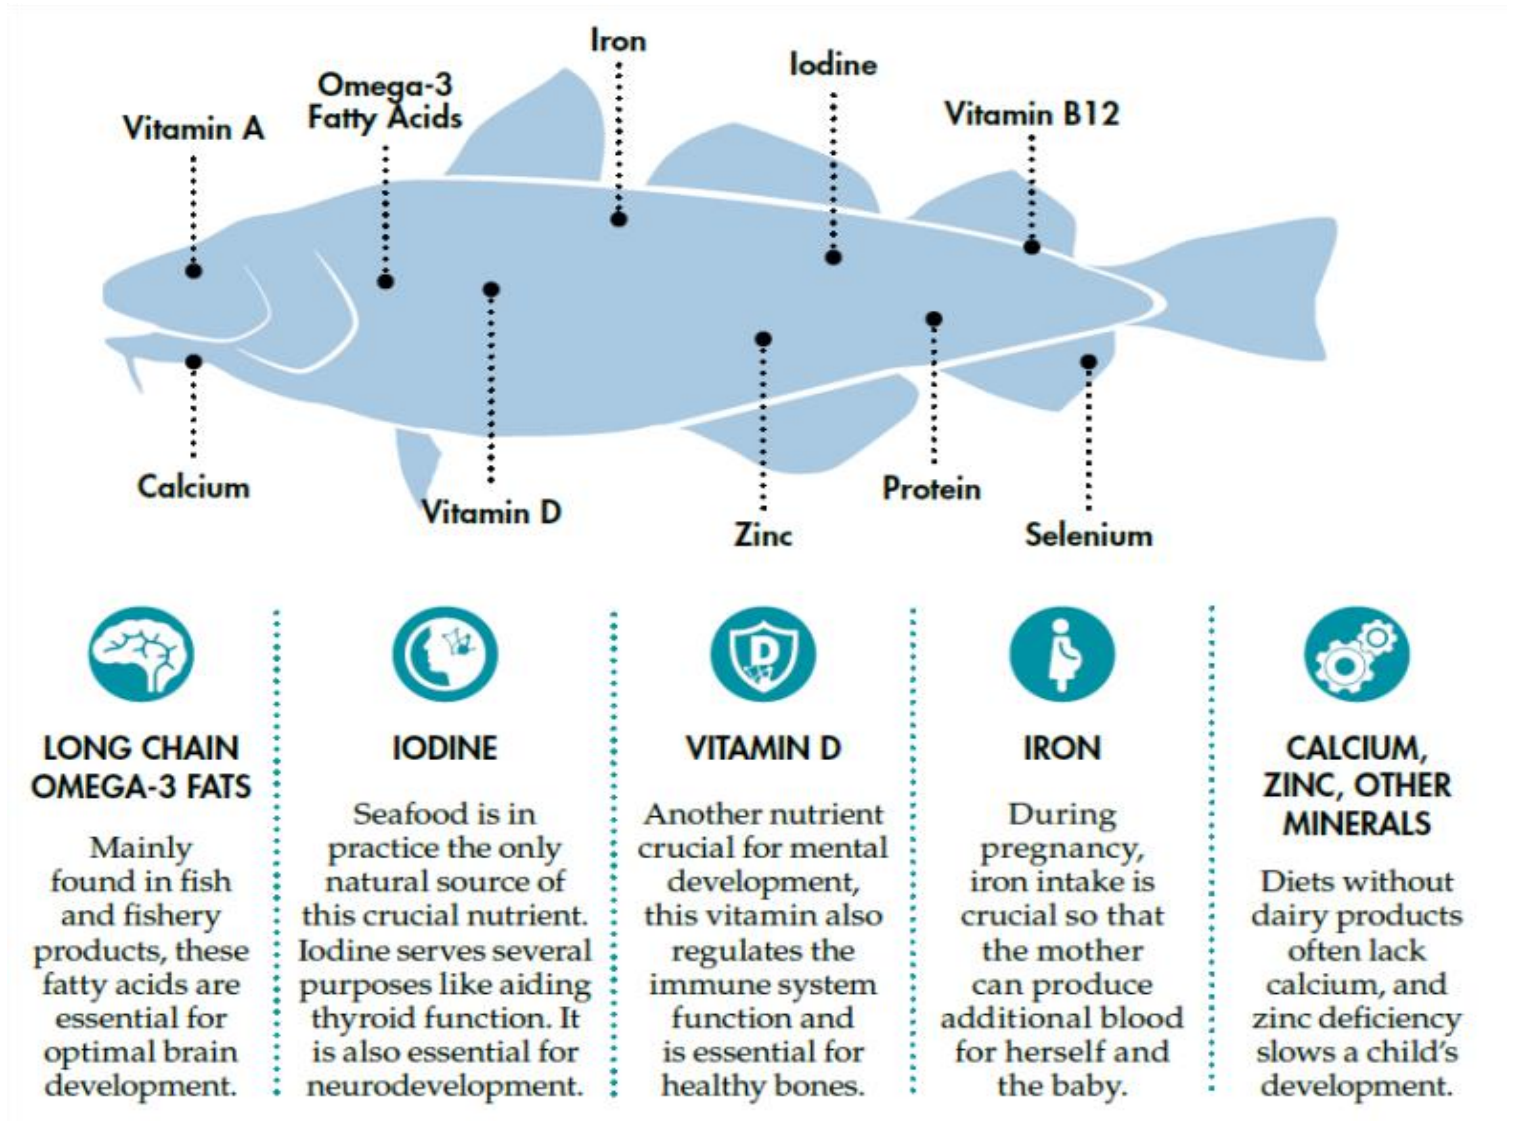 Iron
Iodine
Omega-3
Fatty Acids
Vitamin A
Vitamin B12
Calcium
Vitamin D
Protein
Zinc
Selenium
D
LONG CHAIN
OMEGA-3 FATS
Mainly
found in fish
and fishery
products, these
fatty acids are
essential for
optimal brain
development.
IODINE
Seafood is in
practice the only
natural source of
this crucial nutrient.
Iodine serves several
purposes like aiding
thyroid function. It
is also essential for
neurodevelopment.
VITAMIN D
Another nutrient
crucial for mental
development,
this vitamin also
regulates the
immune system
function and
is essential for
healthy bones.
IRON
During
pregnancy,
iron intake is
crucial so that
the mother
can produce
additional blood
for herself and
the baby.
CALCIUM,
ZINC, OTHER
MINERALS
Diets without
dairy products
often lack
calcium, and
zinc deficiency
slows a child's
development.